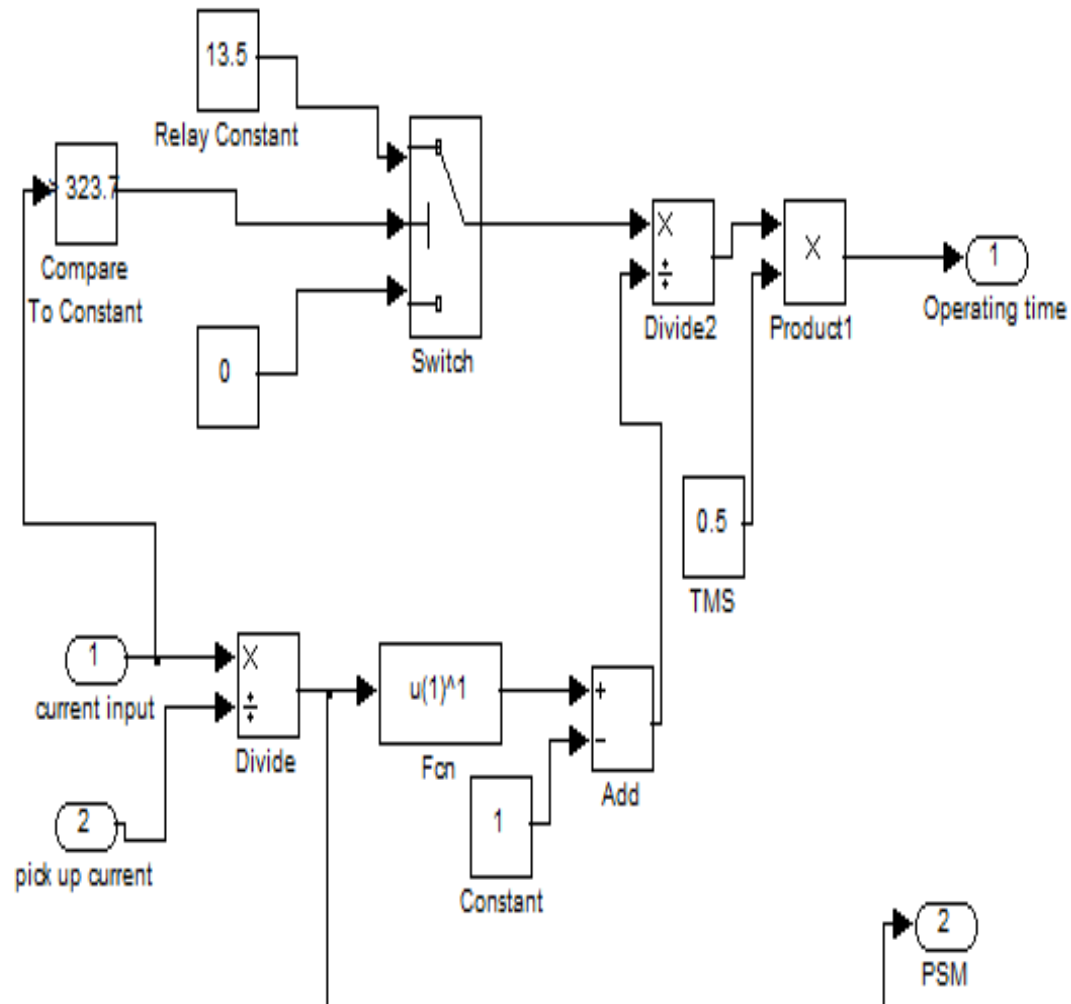 13.5
Relay Constant
> 323.7
Compare
To Constant
0
Switch
×
÷
Divide2
×
Product1
1
Operating time
0.5
TMS
1
current input
×
÷
Divide
u(1)^1
Fcn
+
−
Add
2
pick up current
1
Constant
2
PSM